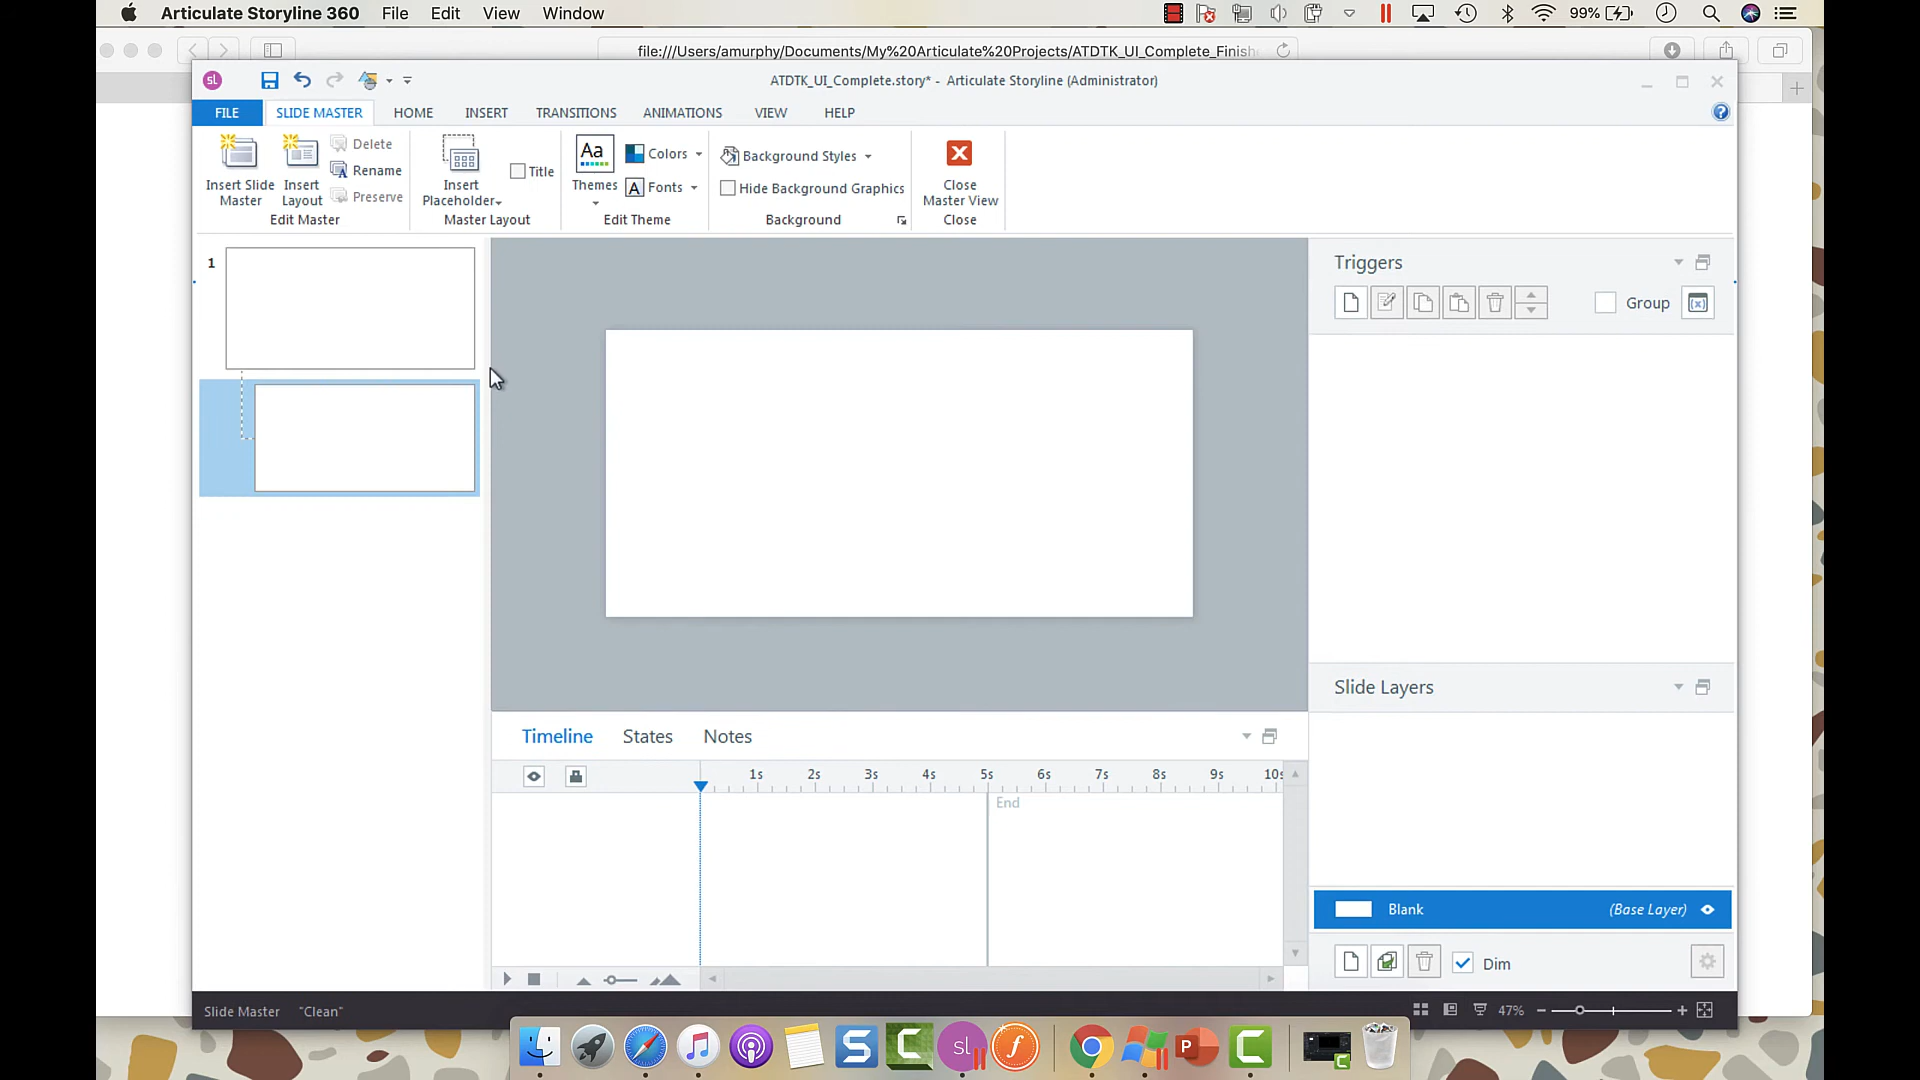 Articulate Storyline 360 File Edit View Window 99%
file:///Users/amurphy/Documents/My%20Articulate%20Projects/ATDTK_UI_Complete_Finish
sl ATDTK_UI_Complete.story* - Articulate Storyline (Administrator)
FILE SLIDE MASTER HOME INSERT TRANSITIONS ANIMATIONS VIEW HELP ?
Insert Slide Master
Insert Layout
Delete
Rename
Preserve
Edit Master
Insert Placeholder
Title
Master Layout
Aa
Themes
Colors
A Fonts
Edit Theme
Background Styles
Hide Background Graphics
Background
Close Master View
Close
1
Triggers
Group (x)
Slide Layers
Timeline States Notes
1s 2s 3s 4s 5s 6s 7s 8s 9s 10s
End
Blank (Base Layer)
Dim
Slide Master "Clean" 47%
S C sl f P C